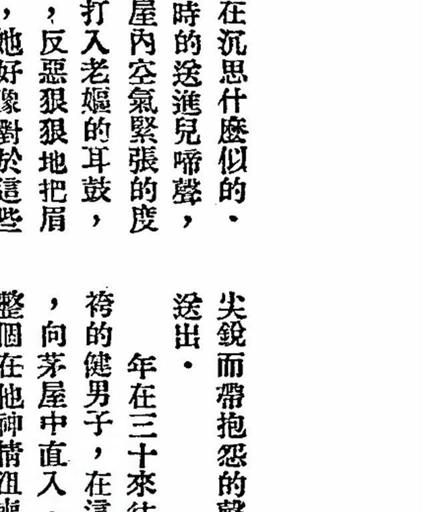 在沉思什麼似的．
時的送進兒啼聲，
屋內空氣緊張的度
打入老嫗的耳鼓，
，反惡狠狠地把眉
，她好像對於這些
尖銳而帶抱怨的聲
送出．
年在三十來
袴的健男子，在這
，向茅屋中直入．
整個在他神情沮喪